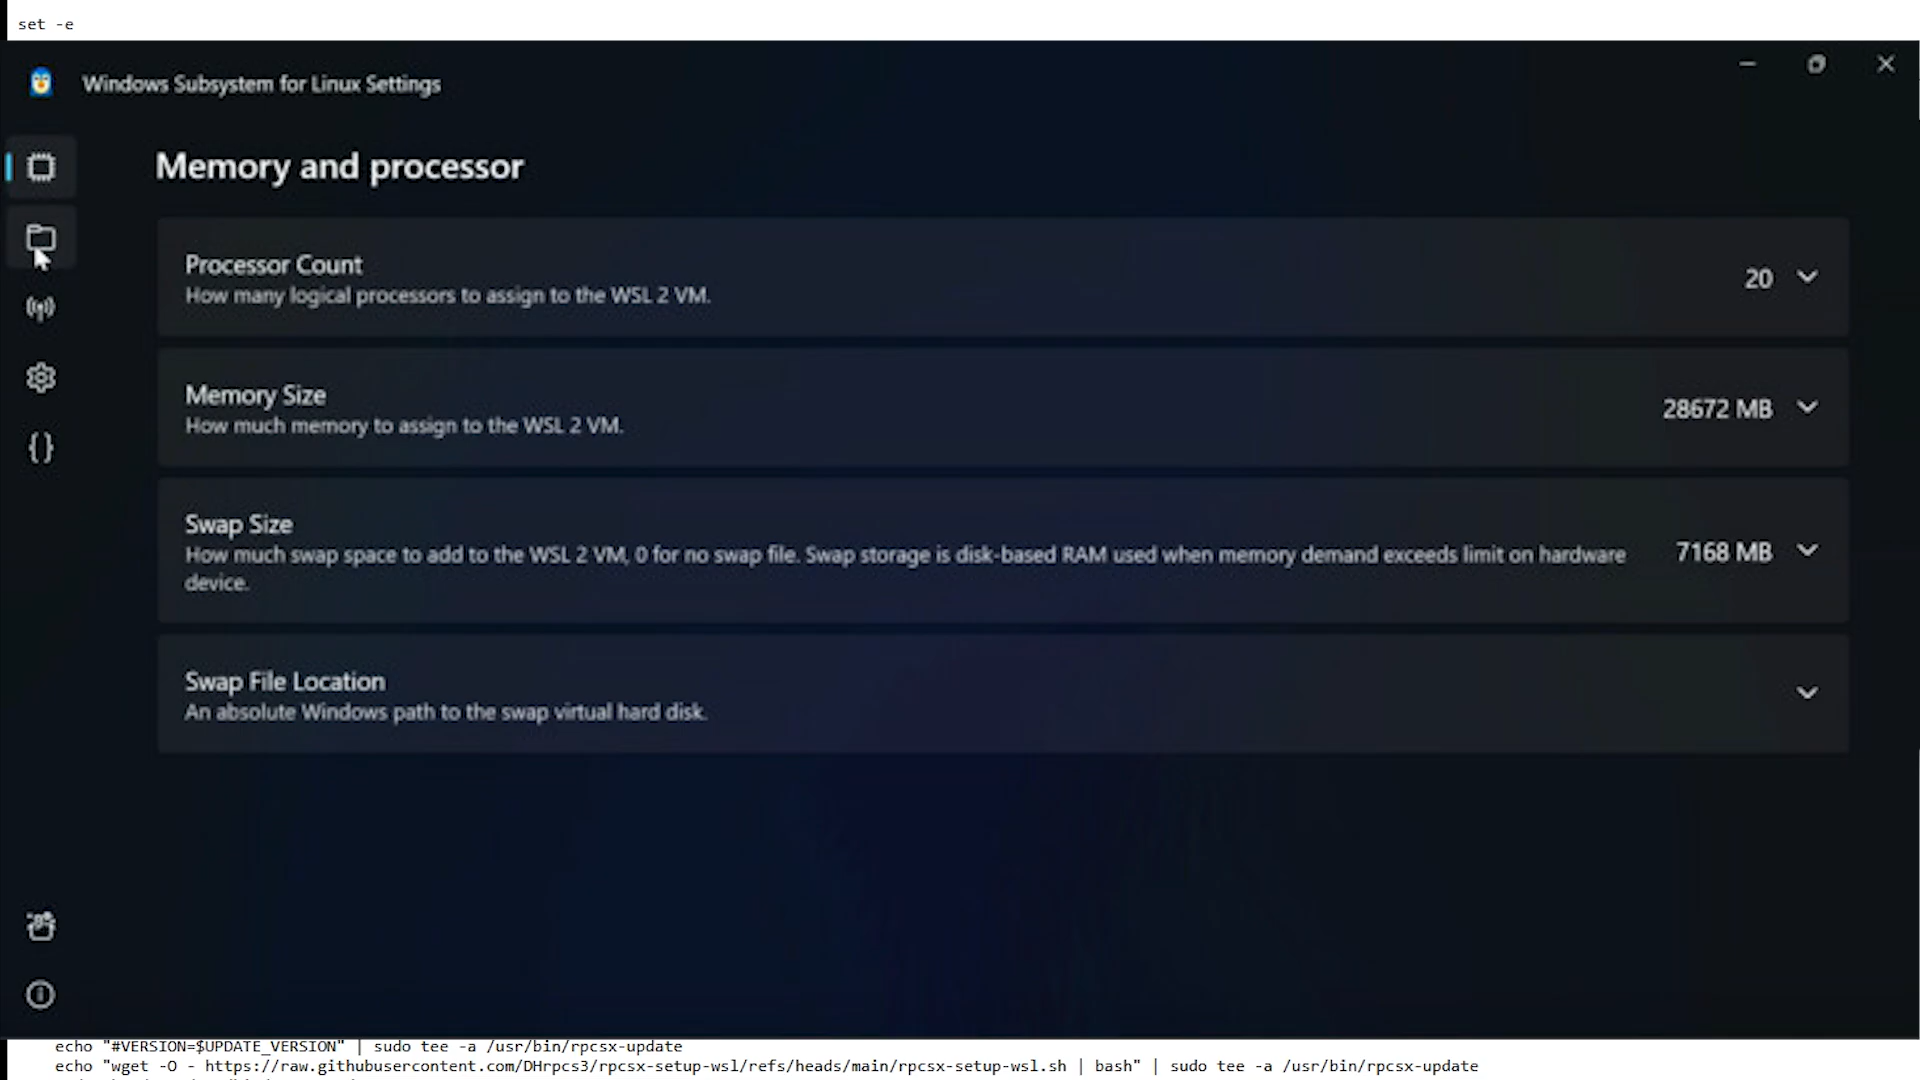 set -e
Windows Subsystem for Linux Settings
Memory and processor
Processor Count
How many logical processors to assign to the WSL 2 VM.
20
Memory Size
How much memory to assign to the WSL 2 VM.
28672 MB
Swap Size
How much swap space to add to the WSL 2 VM, 0 for no swap file. Swap storage is disk-based RAM used when memory demand exceeds limit on hardware
device.
7168 MB
Swap File Location
An absolute Windows path to the swap virtual hard disk.
echo "#VERSION=$UPDATE_VERSION" | sudo tee -a /usr/bin/rpcsx-update
echo "wget -O - https://raw.githubusercontent.com/DHrpcs3/rpcsx-setup-wsl/refs/heads/main/rpcsx-setup-wsl.sh | bash" | sudo tee -a /usr/bin/rpcsx-update